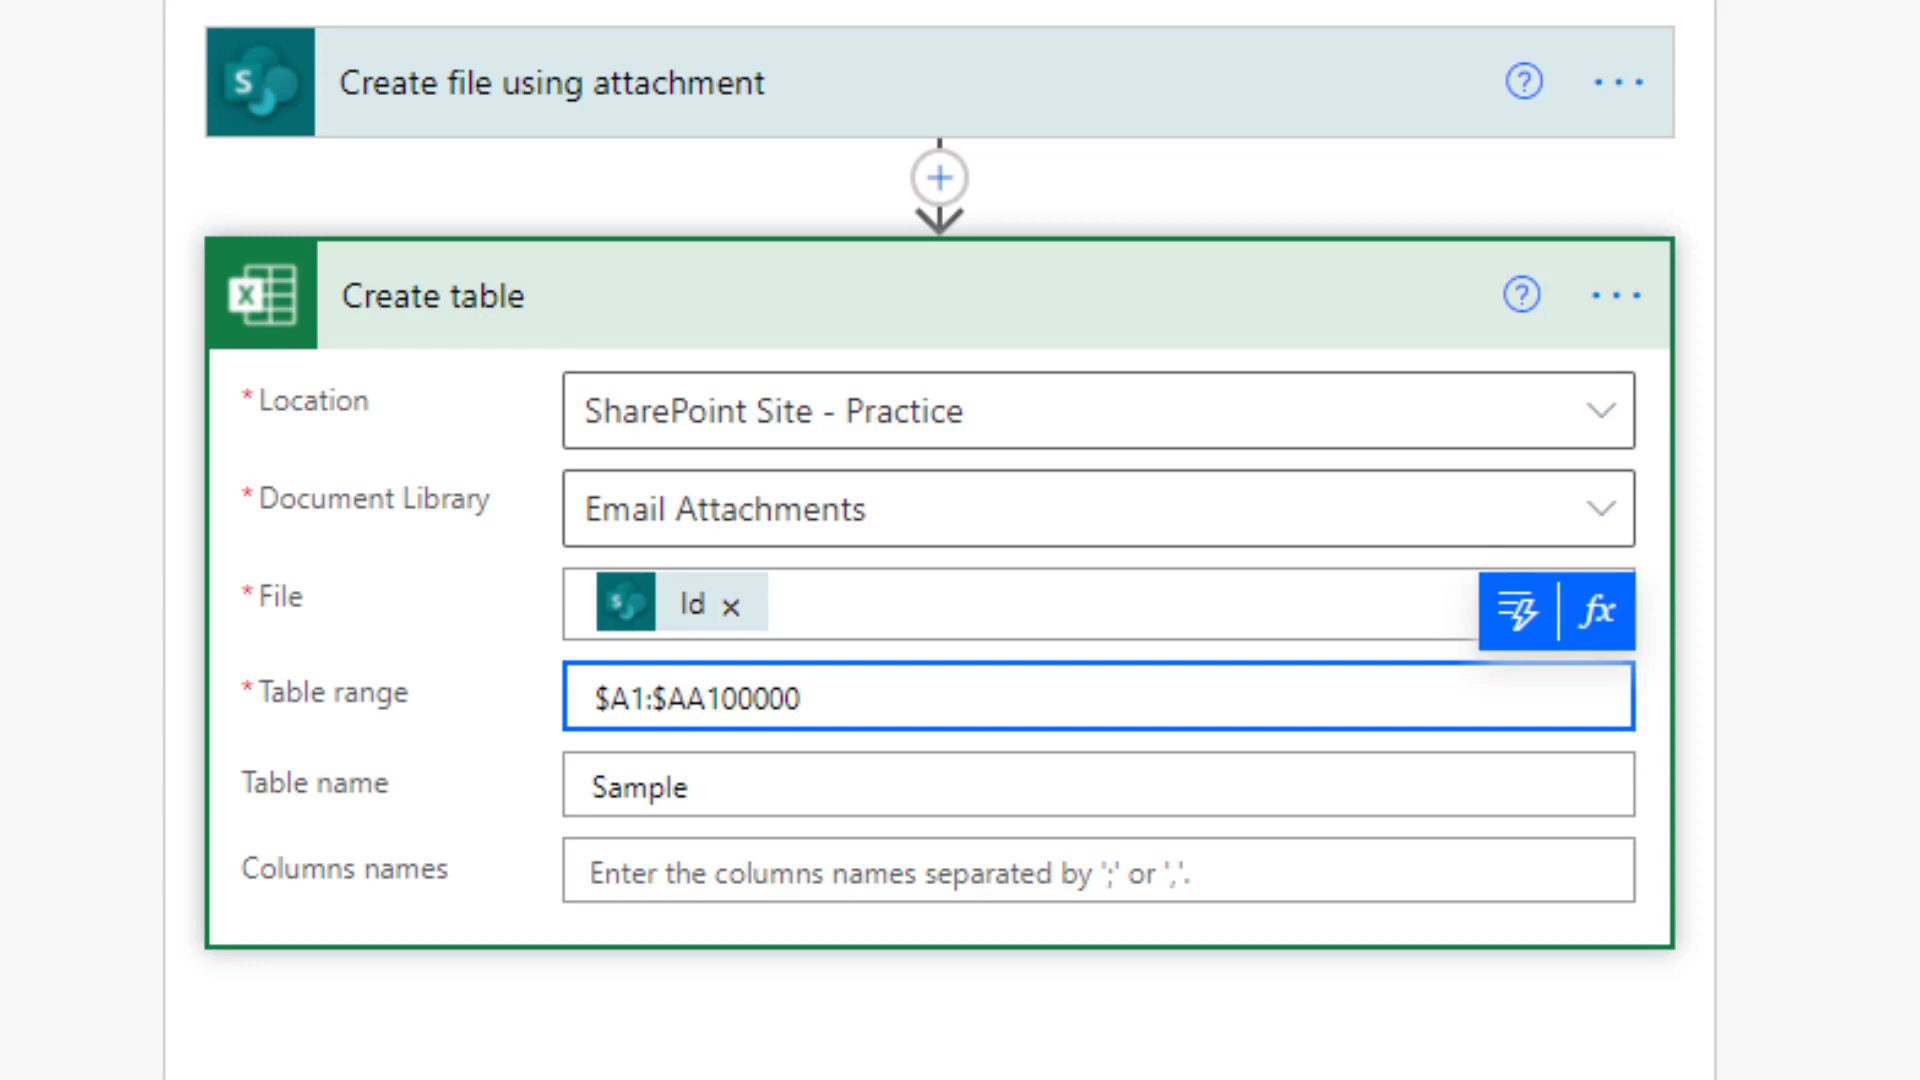 S
Create file using attachment
?
X
Create table
?
* Location
SharePoint Site - Practice
* Document Library
Email Attachments
* File
S
Id ×
fx
* Table range
$A1:$AA100000
Table name
Sample
Columns names
Enter the columns names separated by ';' or ','.